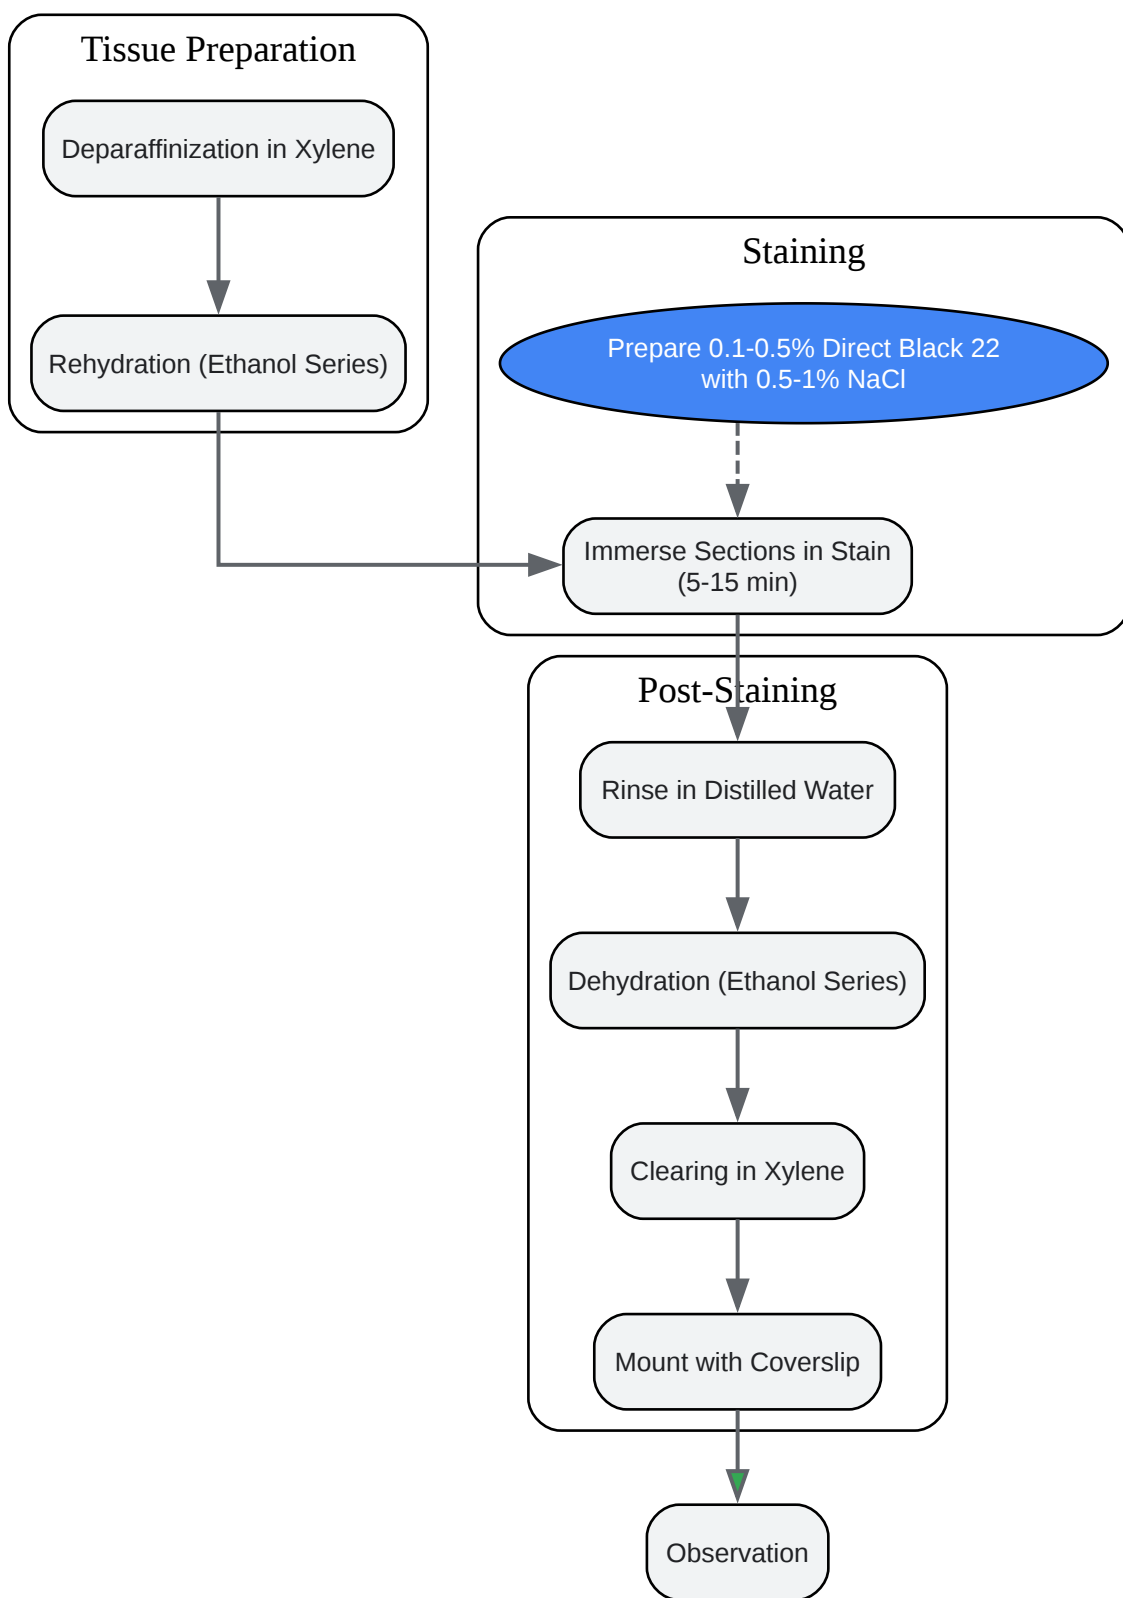 Tissue Preparation
Deparaffinization in Xylene
Rehydration (Ethanol Series)
Staining
Prepare 0.1-0.5% Direct Black 22
with 0.5-1% NaCl
Immerse Sections in Stain
(5-15 min)
Post-Staining
Rinse in Distilled Water
Dehydration (Ethanol Series)
Clearing in Xylene
Mount with Coverslip
Observation